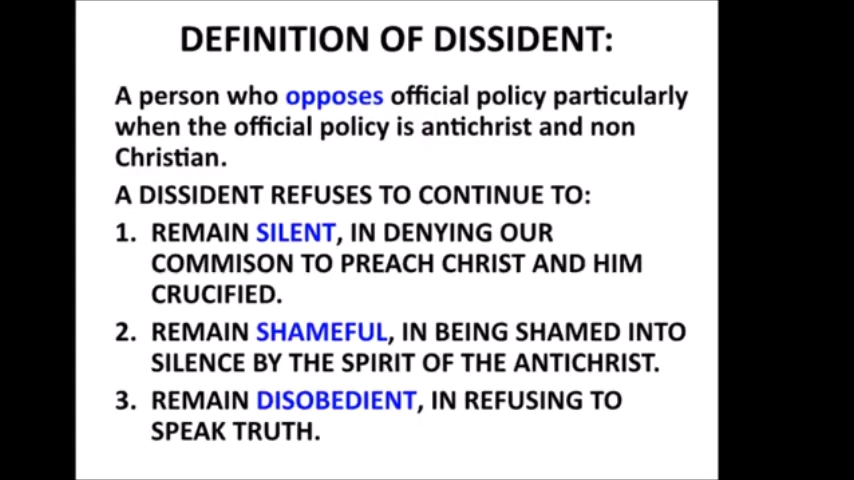 DEFINITION OF DISSIDENT:
A person who opposes official policy particularly
when the official policy is antichrist and non
Christian.
A DISSIDENT REFUSES TO CONTINUE TO:
1. REMAIN SILENT, IN DENYING OUR
COMMISON TO PREACH CHRIST AND HIM
CRUCIFIED.
2. REMAIN SHAMEFUL, IN BEING SHAMED INTO
SILENCE BY THE SPIRIT OF THE ANTICHRIST.
3. REMAIN DISOBEDIENT, IN REFUSING TO
SPEAK TRUTH.